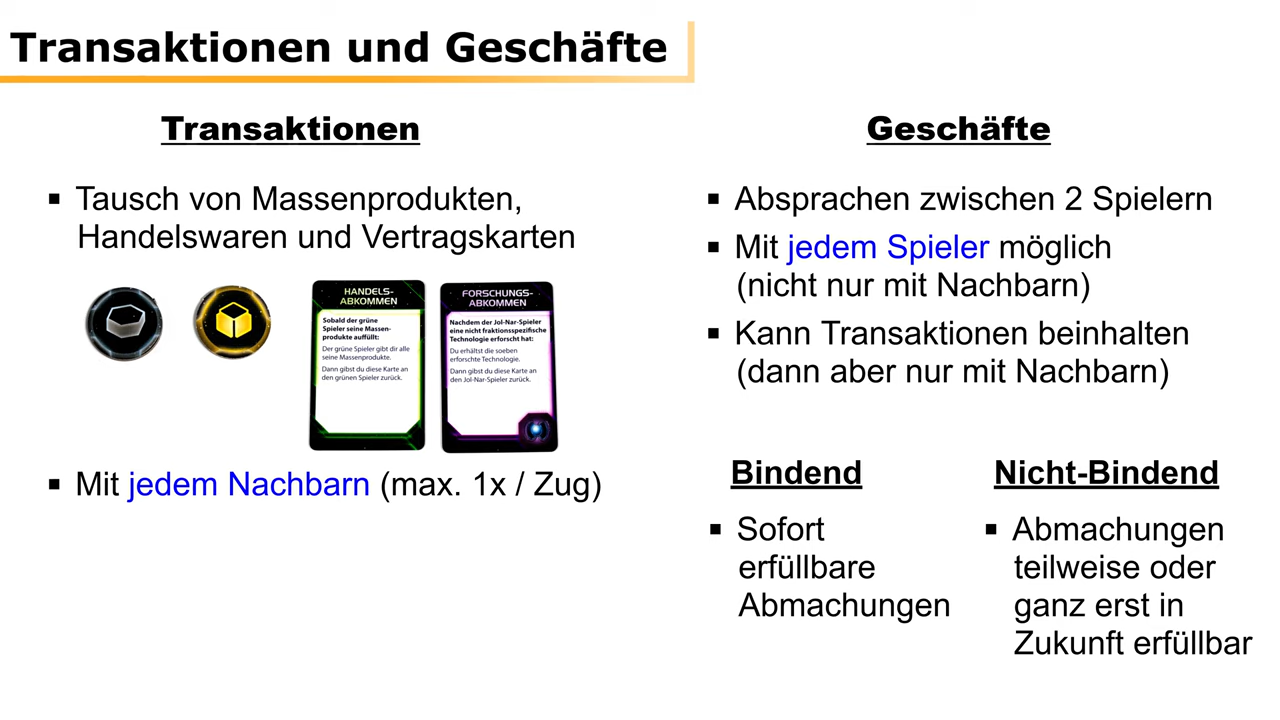 Transaktionen und Geschäfte
Transaktionen
▪ Tausch von Massenprodukten,
Handelswaren und Vertragskarten
HANDELS-
ABKOMMEN
Sobald der grüne
Spieler seine Massen-
produkte auffüllt:
Der grüne Spieler gibt dir alle
seine Massenprodukte.
Dann gibst du diese Karte an
den grünen Spieler zurück.
FORSCHUNGS-
ABKOMMEN
Nachdem der Jol-Nar-Spieler
eine nicht fraktionsspezifische
Technologie erforscht hat:
Du erhältst die soeben
erforschte Technologie.
Dann gibst du diese Karte an
den Jol-Nar-Spieler zurück.
▪ Mit jedem Nachbarn (max. 1x / Zug)
Geschäfte
▪ Absprachen zwischen 2 Spielern
▪ Mit jedem Spieler möglich
(nicht nur mit Nachbarn)
▪ Kann Transaktionen beinhalten
(dann aber nur mit Nachbarn)
Bindend
▪ Sofort
erfüllbare
Abmachungen
Nicht-Bindend
▪ Abmachungen
teilweise oder
ganz erst in
Zukunft erfüllbar